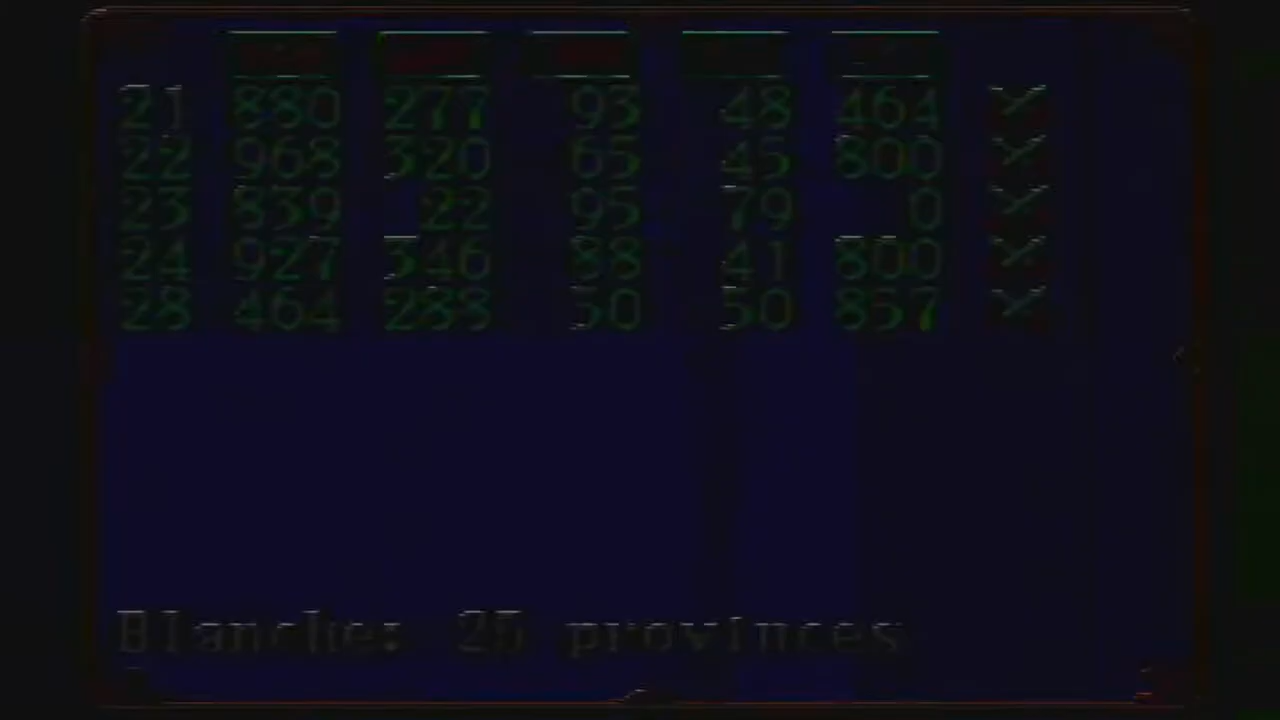 21 880 277 93 48 464
22 968 320 65 45 800
23 839 22 95 79 0
24 927 346 88 41 800
28 464 288 50 50 857
Blanche: 25 provinces